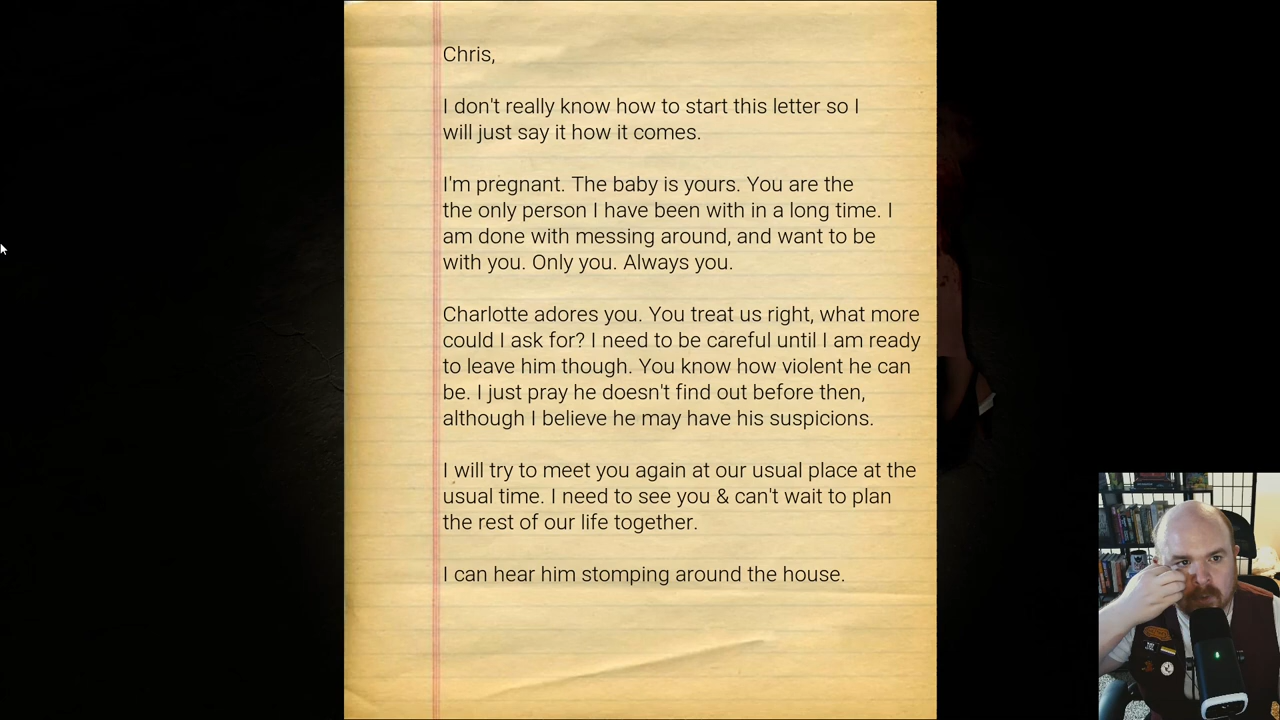 Chris,
I don't really know how to start this letter so I
will just say it how it comes.
I'm pregnant. The baby is yours. You are the
the only person I have been with in a long time. I
am done with messing around, and want to be
with you. Only you. Always you.
Charlotte adores you. You treat us right, what more
could I ask for? I need to be careful until I am ready
to leave him though. You know how violent he can
be. I just pray he doesn't find out before then,
although I believe he may have his suspicions.
I will try to meet you again at our usual place at the
usual time. I need to see you & can't wait to plan
the rest of our life together.
I can hear him stomping around the house.